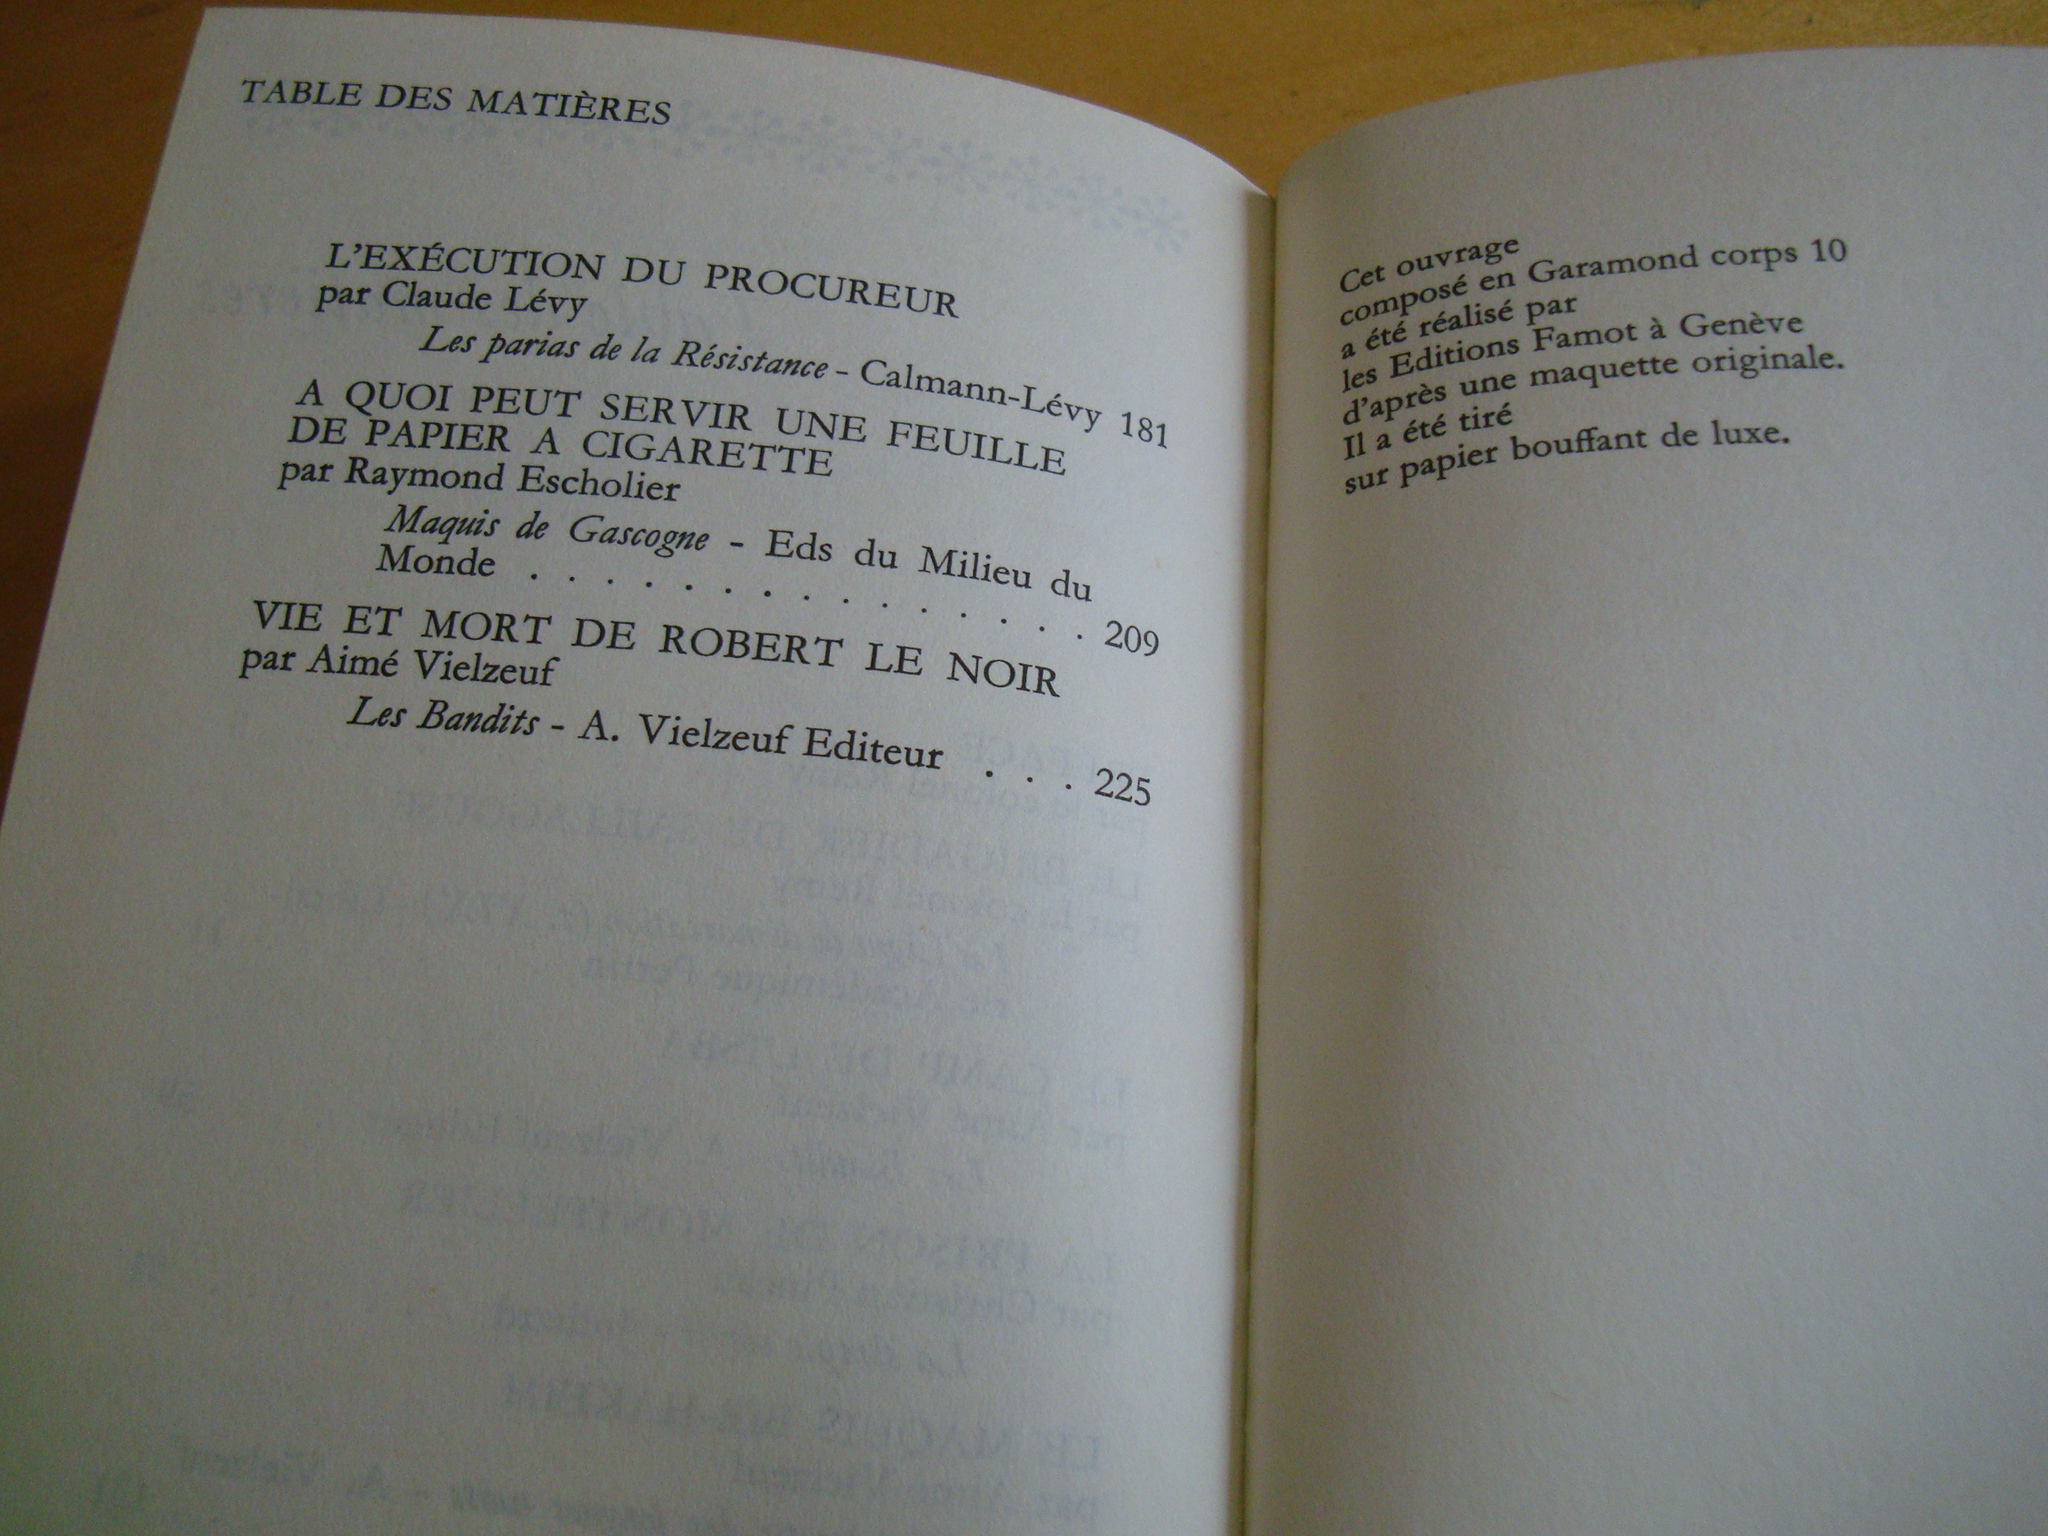 TABLE DES MATIÈRES
L'EXÉCUTION DU PROCUREUR
par Claude Lévy
Les parias de la Résistance - Calmann-Lévy 181
A QUOI PEUT SERVIR UNE FEUILLE
DE PAPIER A CIGARETTE
par Raymond Escholier
Maquis de Gascogne - Eds du Milieu du
Monde . . . . . . . . . . . . . . 209
VIE ET MORT DE ROBERT LE NOIR
par Aimé Vielzeuf
Les Bandits - A. Vielzeuf Editeur . . . 225
Cet ouvrage
composé en Garamond corps 10
a été réalisé par
les Editions Famot à Genève
d'après une maquette originale.
Il a été tiré
sur papier bouffant de luxe.